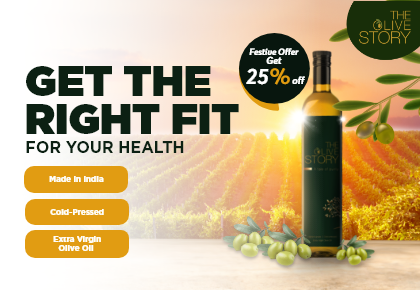 THE
OLIVE
STORY
Festive Offer
Get
25% off
GET THE
RIGHT FIT
FOR YOUR HEALTH
Made in India
Cold-Pressed
Exsra Virgin
Olive Oil
THE
OLIVE
STORY